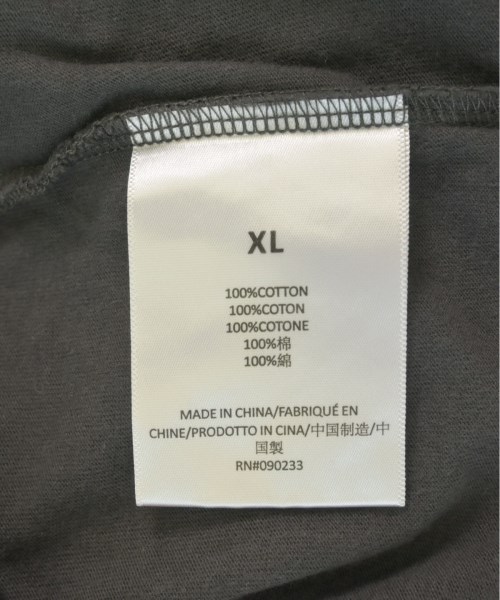 XL
100%COTTON
100%COTON
100%COTONE
100%棉
100%綿
MADE IN CHINA/FABRIQUÉ EN
CHINE/PRODOTTO IN CINA/中国制造/中
国製
RN#090233